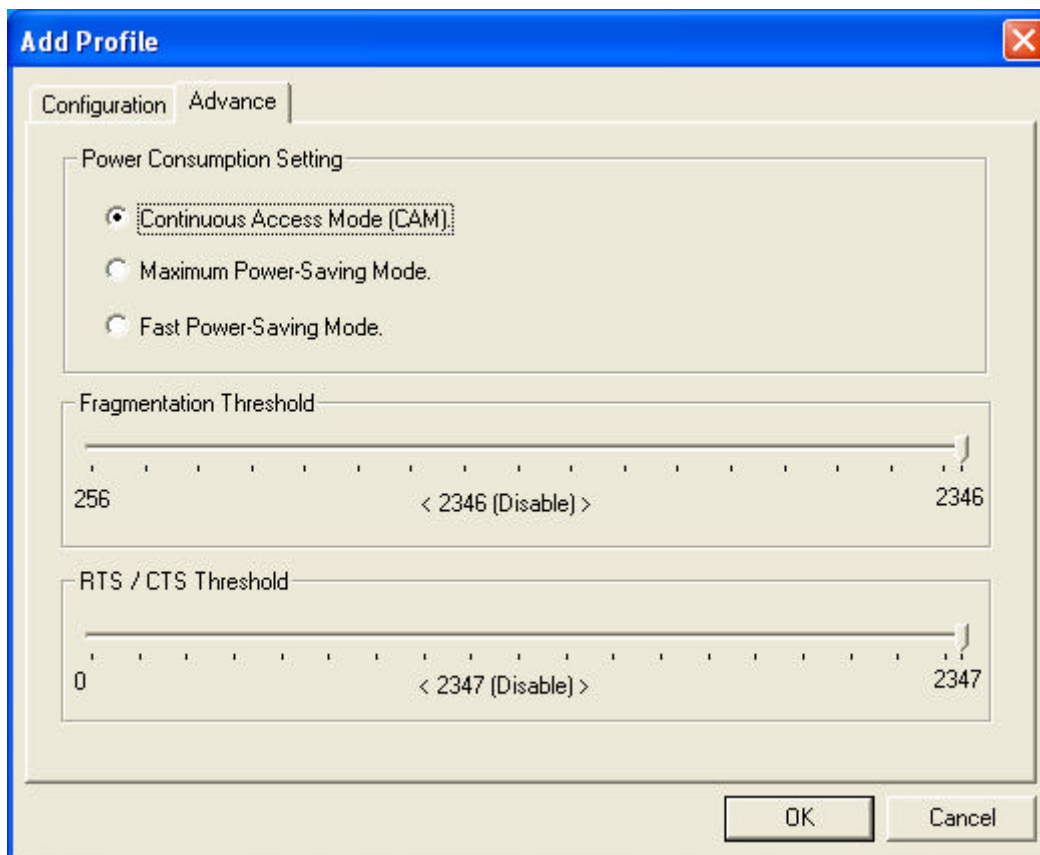 Add Profile
Configuration
Advance
Power Consumption Setting
Continuous Access Mode (CAM).
Maximum Power-Saving Mode.
Fast Power-Saving Mode.
Fragmentation Threshold
256
< 2346 (Disable) >
2346
RTS / CTS Threshold
0
< 2347 (Disable) >
2347
OK
Cancel